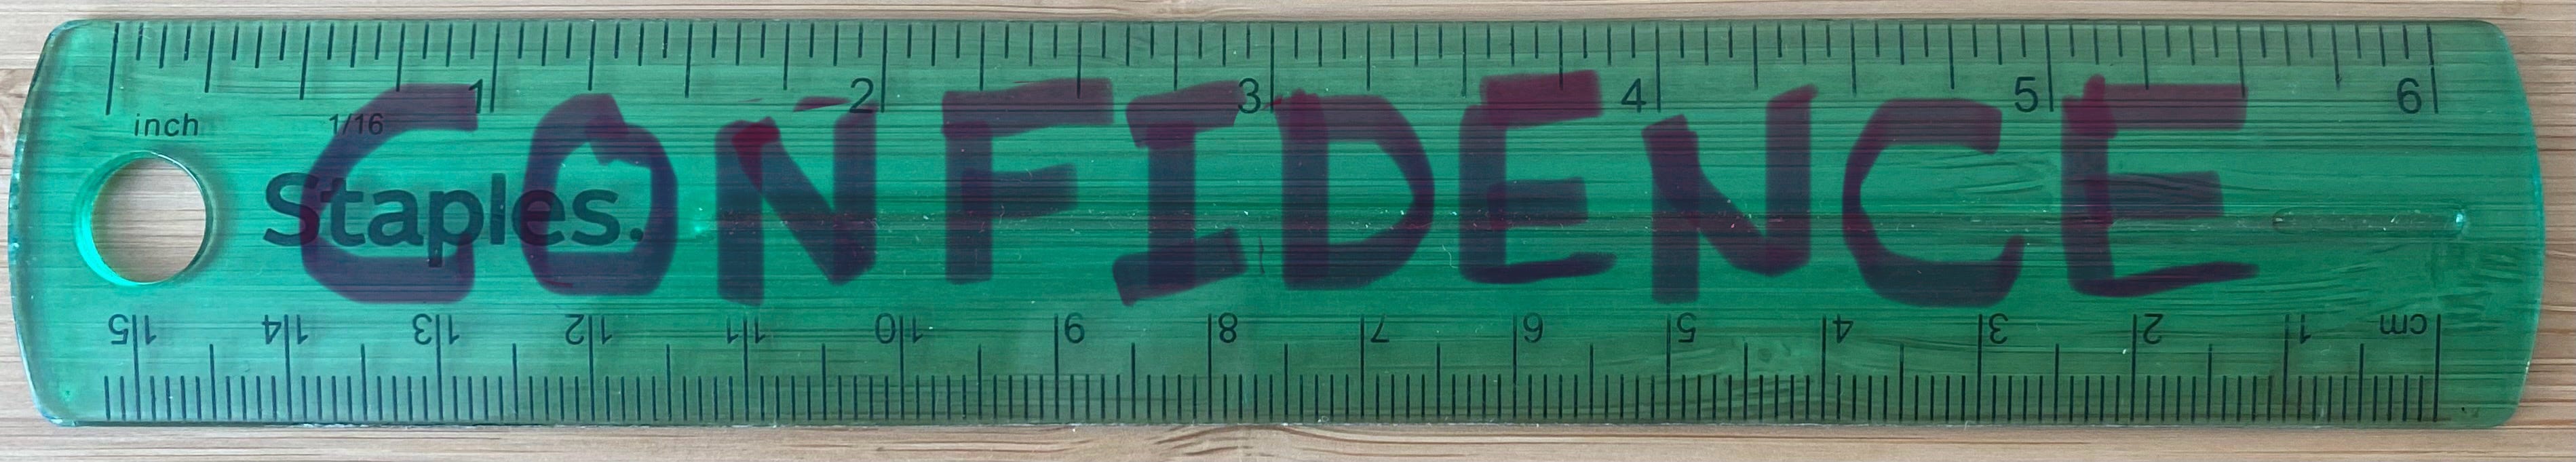 1 2 3 4 5 6
inch 1/16
CONFIDENCE
Staples.
15 14 13 12 11 10 9 8 7 6 5 4 3 2 1 cm